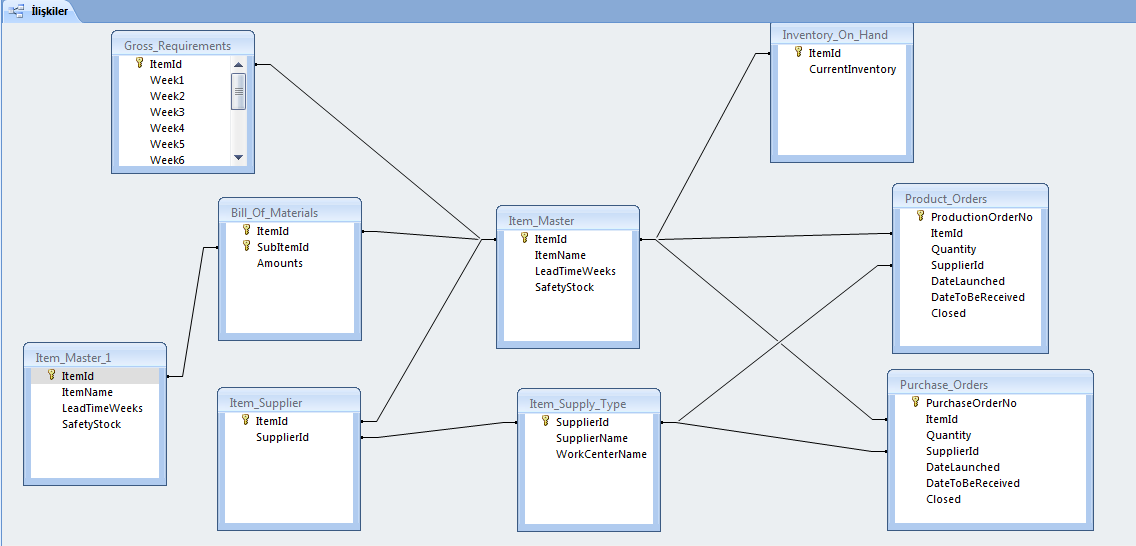 İlişkiler
Gross_Requirements
ItemId
Week1
Week2
Week3
Week4
Week5
Week6
Inventory_On_Hand
ItemId
CurrentInventory
Bill_Of_Materials
ItemId
SubItemId
Amounts
Item_Master
ItemId
ItemName
LeadTimeWeeks
SafetyStock
Product_Orders
ProductionOrderNo
ItemId
Quantity
SupplierId
DateLaunched
DateToBeReceived
Closed
Item_Master_1
ItemId
ItemName
LeadTimeWeeks
SafetyStock
Item_Supplier
ItemId
SupplierId
Item_Supply_Type
SupplierId
SupplierName
WorkCenterName
Purchase_Orders
PurchaseOrderNo
ItemId
Quantity
SupplierId
DateLaunched
DateToBeReceived
Closed